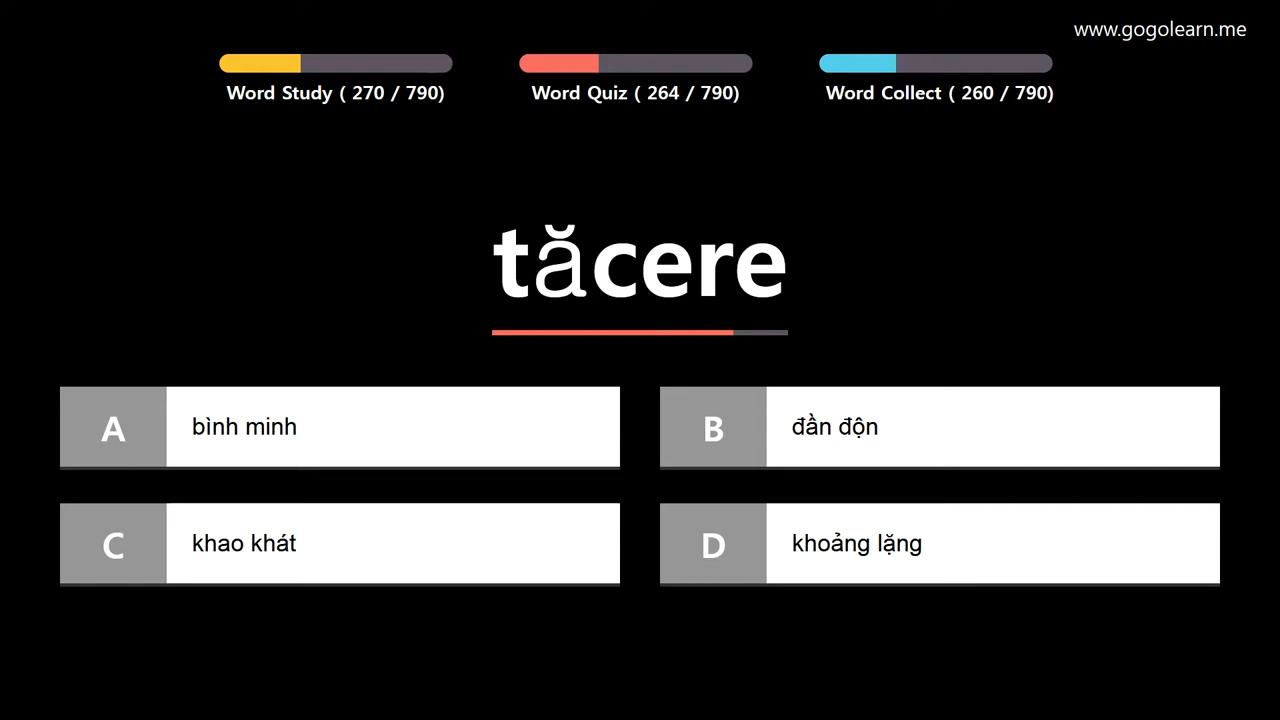 www.gogolearn.me
Word Study ( 270 / 790)
Word Quiz ( 264 / 790)
Word Collect ( 260 / 790)
tăcere
A
bình minh
B
đần độn
C
khao khát
D
khoảng lặng